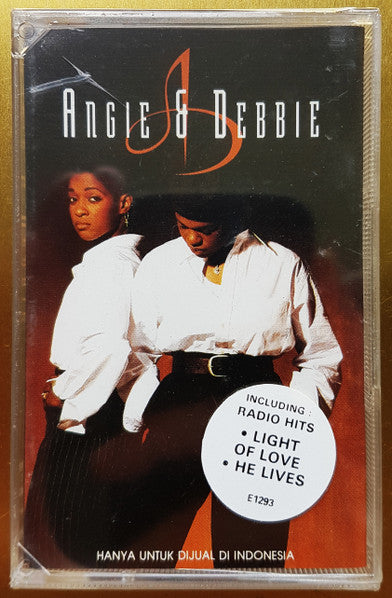 ANGIE & DEBBIE
INCLUDING :
RADIO HITS
• LIGHT
OF LOVE
• HE LIVES
E1293
HANYA UNTUK DIJUAL DI INDONESIA